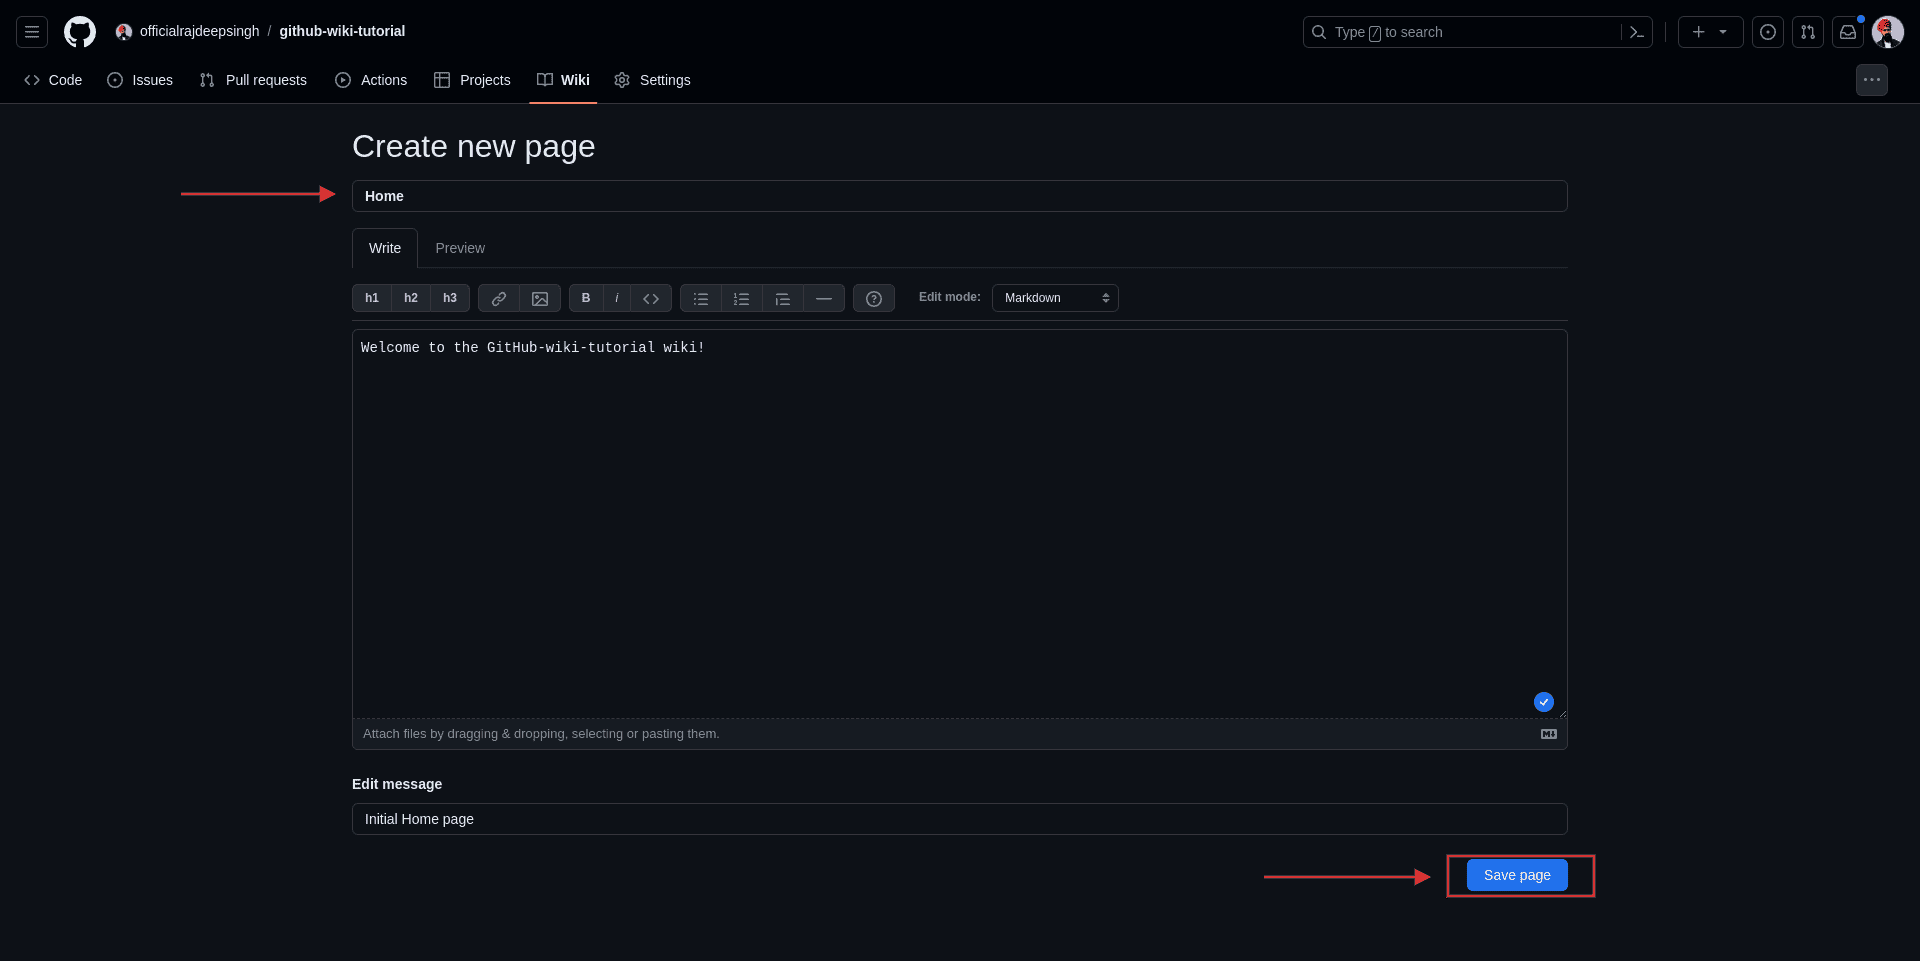 officialrajdeepsingh / github-wiki-tutorial
Type / to search
Code Issues Pull requests Actions Projects Wiki Settings
Create new page
Home
Write Preview
h1 h2 h3 B i Edit mode: Markdown
Welcome to the GitHub-wiki-tutorial wiki!
Attach files by dragging & dropping, selecting or pasting them.
Edit message
Initial Home page
Save page